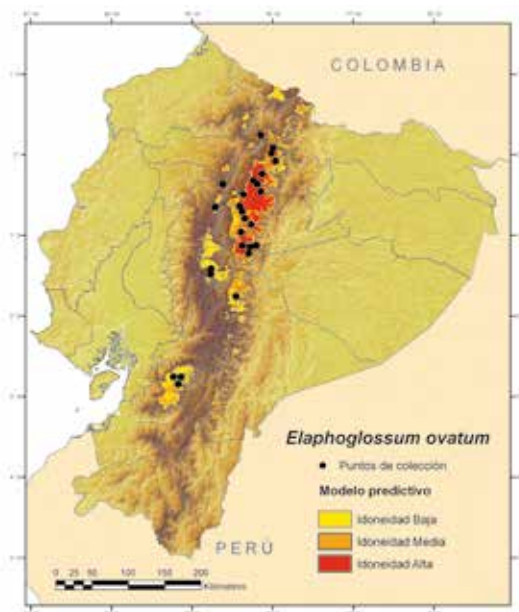 COLOMBIA
Elaphoglossum ovatum
Puntos de colección
Modelo predictivo
Idoneidad Baja
Idoneidad Media
Idoneidad Alta
PERÚ
0 25 50 100 150 200
Kilometers